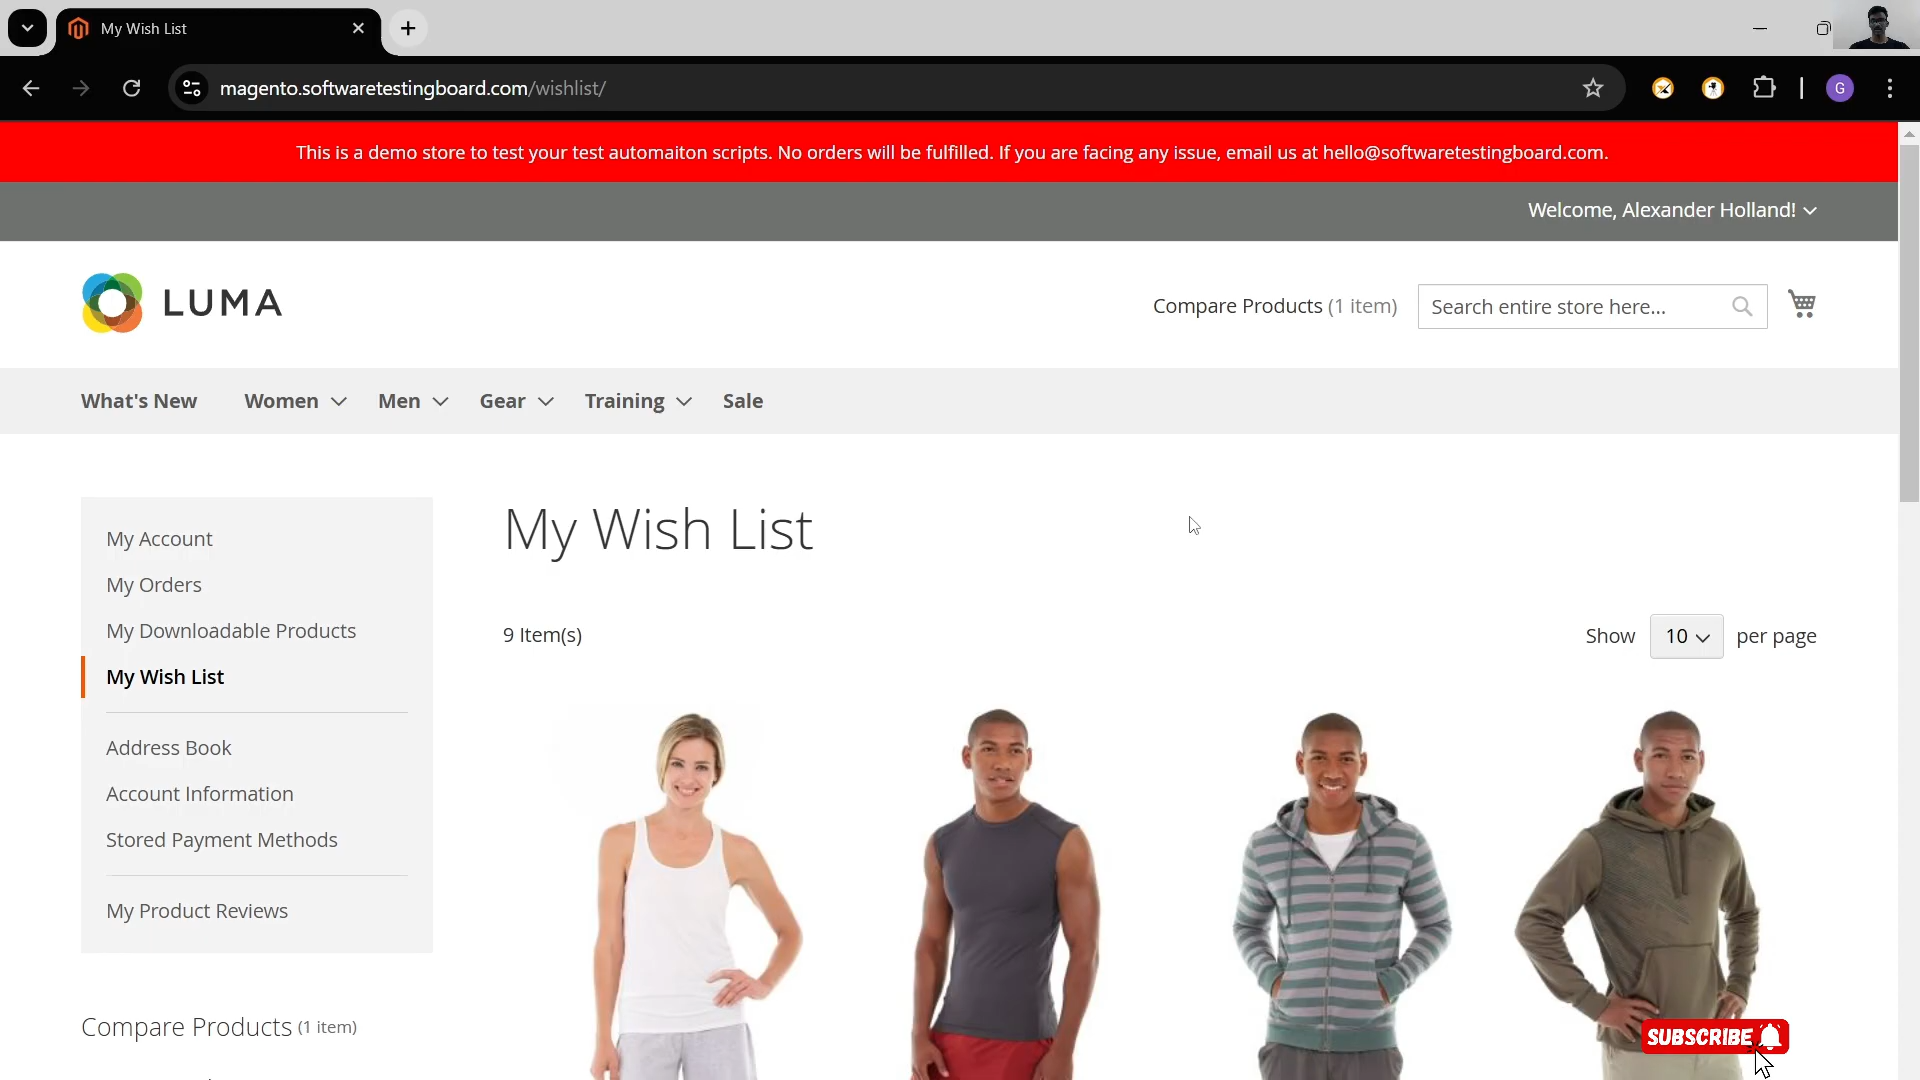 My Wish List
magento.softwaretestingboard.com/wishlist/
G
This is a demo store to test your test automaiton scripts. No orders will be fulfilled. If you are facing any issue, email us at hello@softwaretestingboard.com.
Welcome, Alexander Holland!
LUMA
Compare Products (1 item)
Search entire store here...
What's New Women Men Gear Training Sale
My Account
My Orders
My Downloadable Products
My Wish List
Address Book
Account Information
Stored Payment Methods
My Product Reviews
Compare Products (1 item)
My Wish List
9 Item(s)
Show 10 per page
SUBSCRIBE